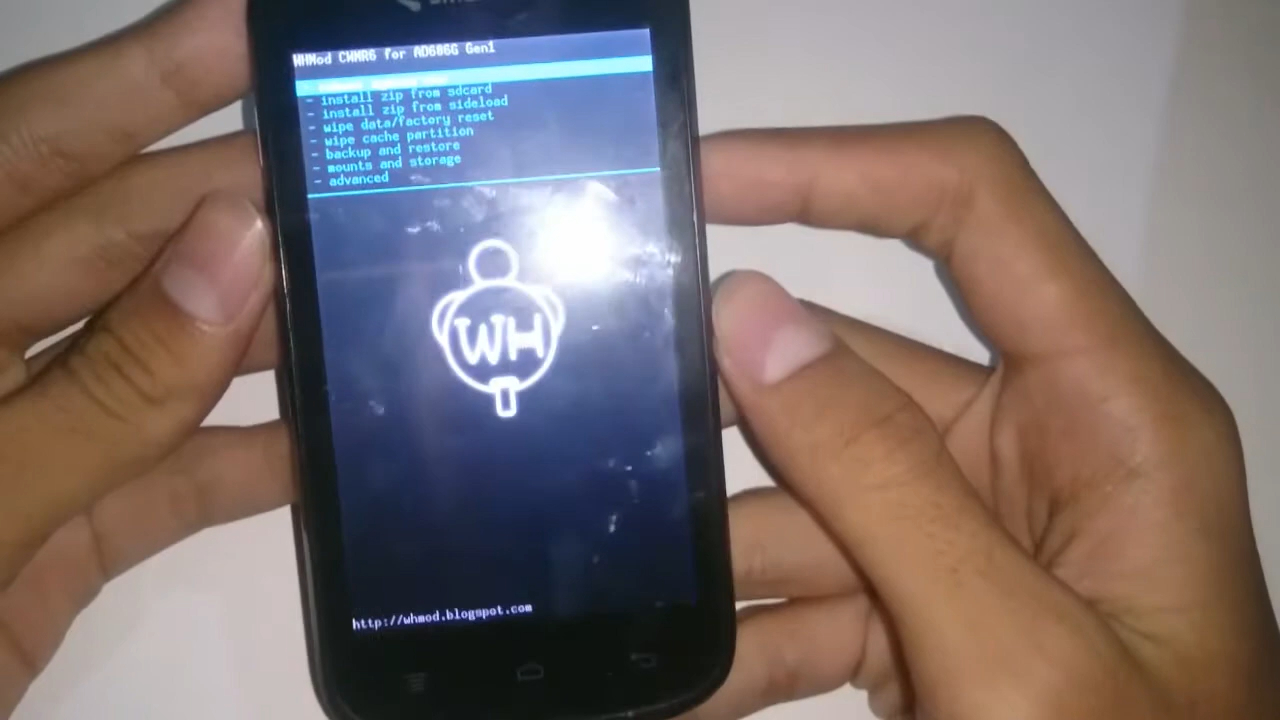 WHMod CWMR6 for AD686G Gen1
- install zip from sdcard
- install zip from sideload
- wipe data/factory reset
- wipe cache partition
- backup and restore
- mounts and storage
- advanced
WH
http://whmod.blogspot.com